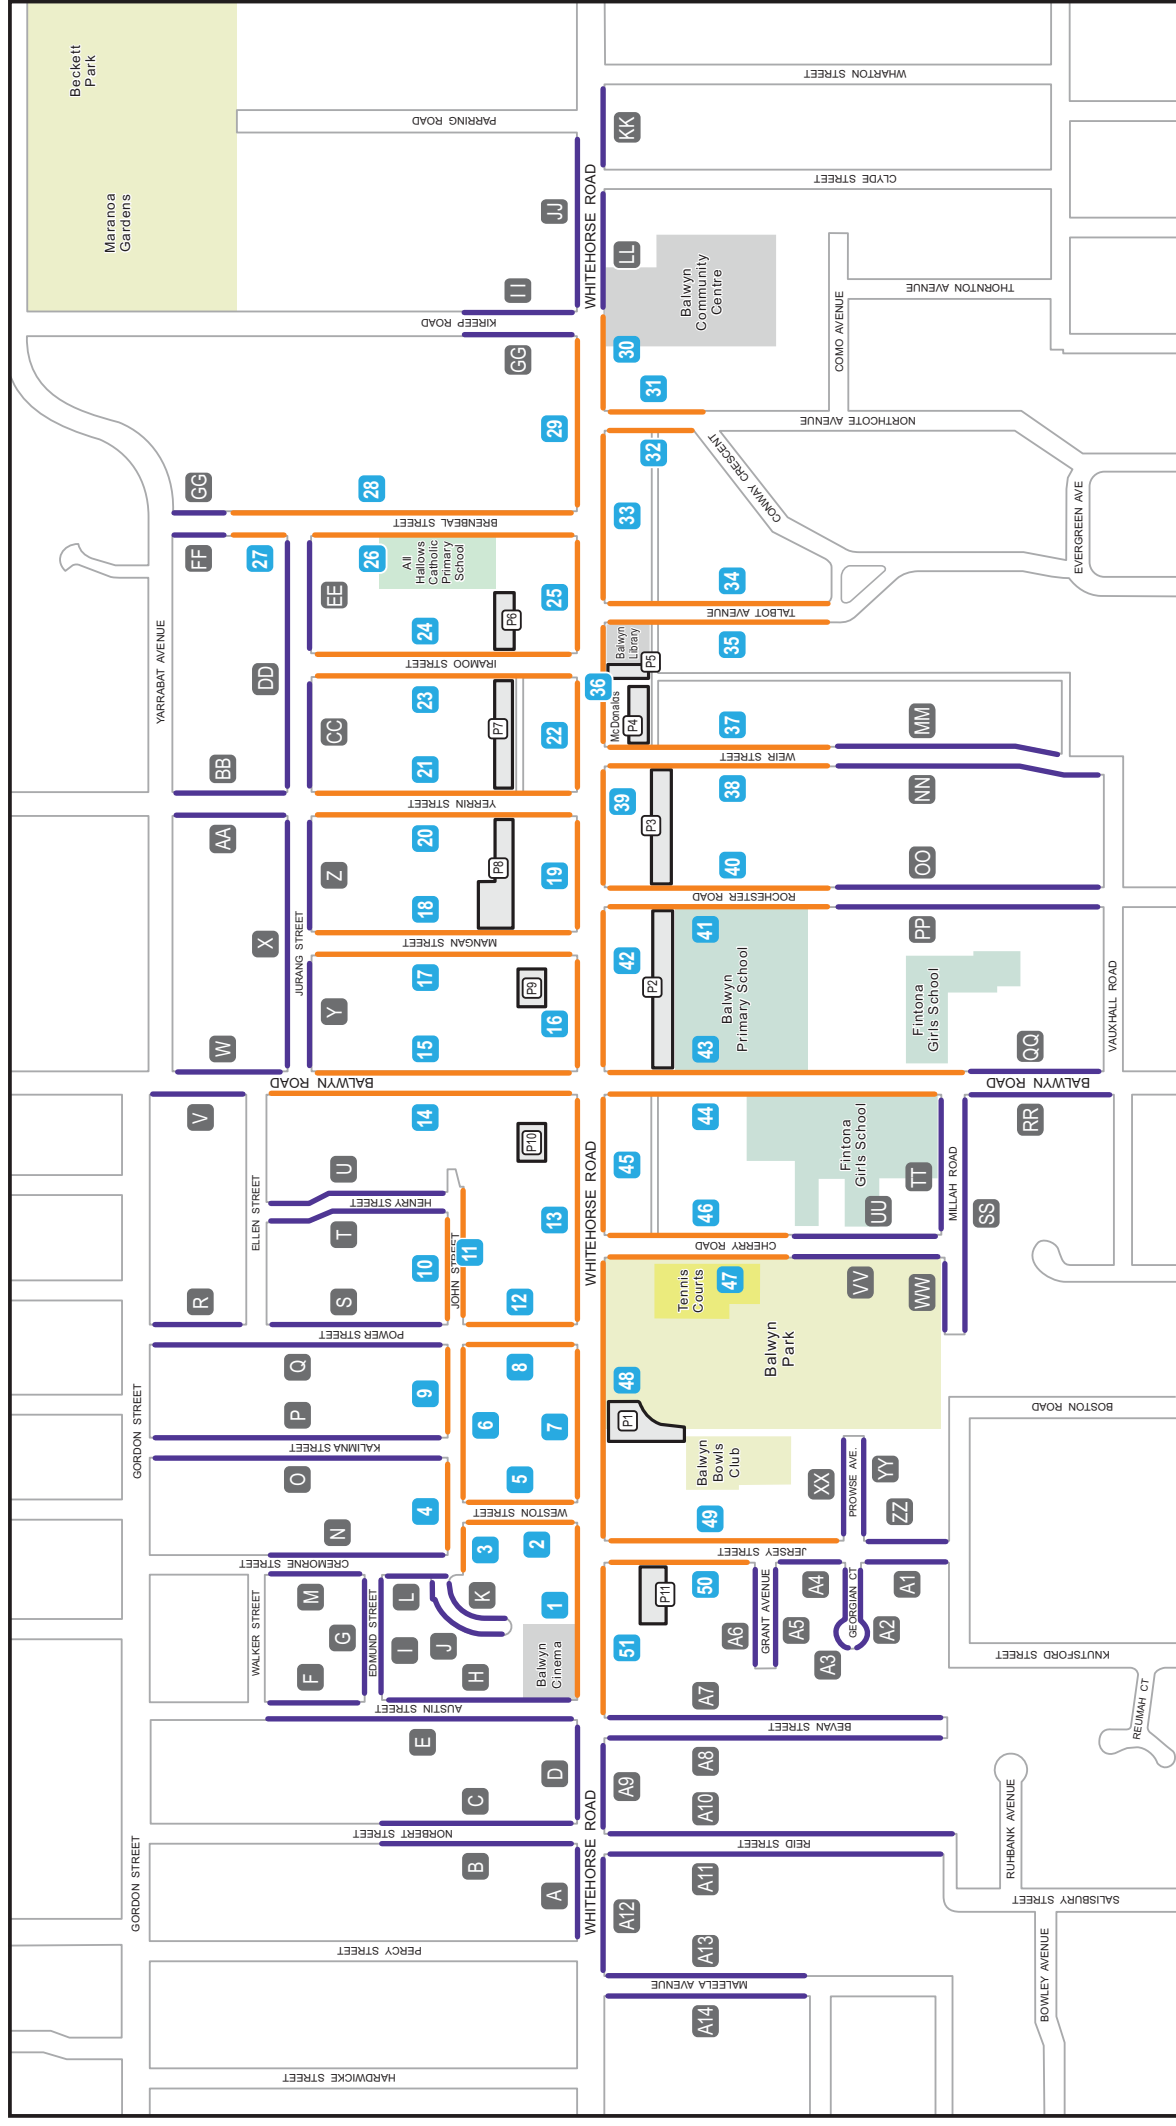 Beckett
Park
Maranoa
Gardens
WHARTON STREET
PARRING ROAD
KK
CLYDE STREET
JJ
WHITEHORSE ROAD
LL
Balwyn
Community
Centre
THORNTON AVENUE
COMO AVENUE
II
KIREEP ROAD
GG
30
31
NORTHCOTE AVENUE
29
32
CONWAY CRESCENT
GG
28
BRENBEAL STREET
33
EVERGREEN AVE
FF
27
26
All
Hallows
Catholic
Primary
School
EE
25
34
TALBOT AVENUE
YARRABAT AVENUE
24
P6
Balwyn
Library
P5
35
IRAMOO STREET
DD
23
36
McDonalds
P4
37
MM
CC
P7
22
BB
21
WEIR STREET
YERRIN STREET
39
38
NN
AA
20
P3
Z
P8
19
40
OO
18
ROCHESTER ROAD
MANGAN STREET
X
JURANG STREET
42
41
PP
17
P9
P2
Balwyn
Primary School
Fintona
Girls School
VAUXHALL ROAD
Y
16
W
15
43
QQ
BALWYN ROAD
BALWYN ROAD
V
14
P10
44
RR
U
HENRY STREET
WHITEHORSE ROAD
45
Fintona
Girls School
TT
MILLAH ROAD
ELLEN STREET
T
13
46
UU
SS
JOHN STREET
11
10
CHERRY ROAD
Tennis
Courts
47
VV
WW
R
S
12
POWER STREET
Balwyn
Park
Q
8
48
9
P
6
7
P1
BOSTON ROAD
GORDON STREET
KALIMNA STREET
O
5
Balwyn
Bowls
Club
XX
PROWSE AVE.
YY
4
49
ZZ
WESTON STREET
N
3
2
JERSEY STREET
CREMORNE STREET
M
L
K
1
P11
50
A4
A1
WALKER STREET
G
EDMUND STREET
I
J
51
A6
GRANT AVENUE
A5
GEORGIAN CT
A2
A3
KNUTSFORD STREET
F
H
Balwyn
Cinema
A7
REUMAH CT
AUSTIN STREET
BEVAN STREET
E
D
A9
A8
C
A10
RUHBANK AVENUE
NORBERT STREET
WHITEHORSE ROAD
REID STREET
B
A
A11
SALISBURY STREET
GORDON STREET
A12
A13
PERCY STREET
MALEELA AVENUE
BOWLEY AVENUE
A14
HARDWICKE STREET